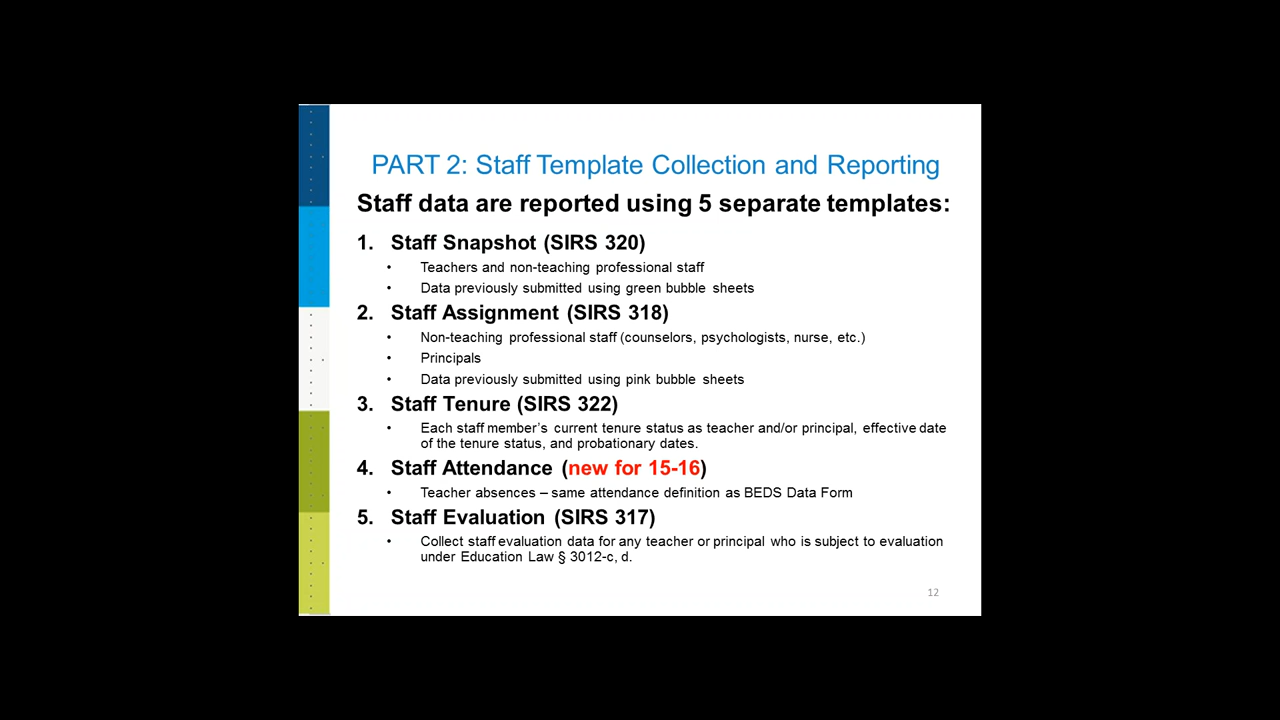 PART 2: Staff Template Collection and Reporting
Staff data are reported using 5 separate templates:
1. Staff Snapshot (SIRS 320)
• Teachers and non-teaching professional staff
• Data previously submitted using green bubble sheets
2. Staff Assignment (SIRS 318)
• Non-teaching professional staff (counselors, psychologists, nurse, etc.)
• Principals
• Data previously submitted using pink bubble sheets
3. Staff Tenure (SIRS 322)
• Each staff member’s current tenure status as teacher and/or principal, effective date
of the tenure status, and probationary dates.
4. Staff Attendance (new for 15-16)
• Teacher absences – same attendance definition as BEDS Data Form
5. Staff Evaluation (SIRS 317)
• Collect staff evaluation data for any teacher or principal who is subject to evaluation
under Education Law § 3012-c, d.
12